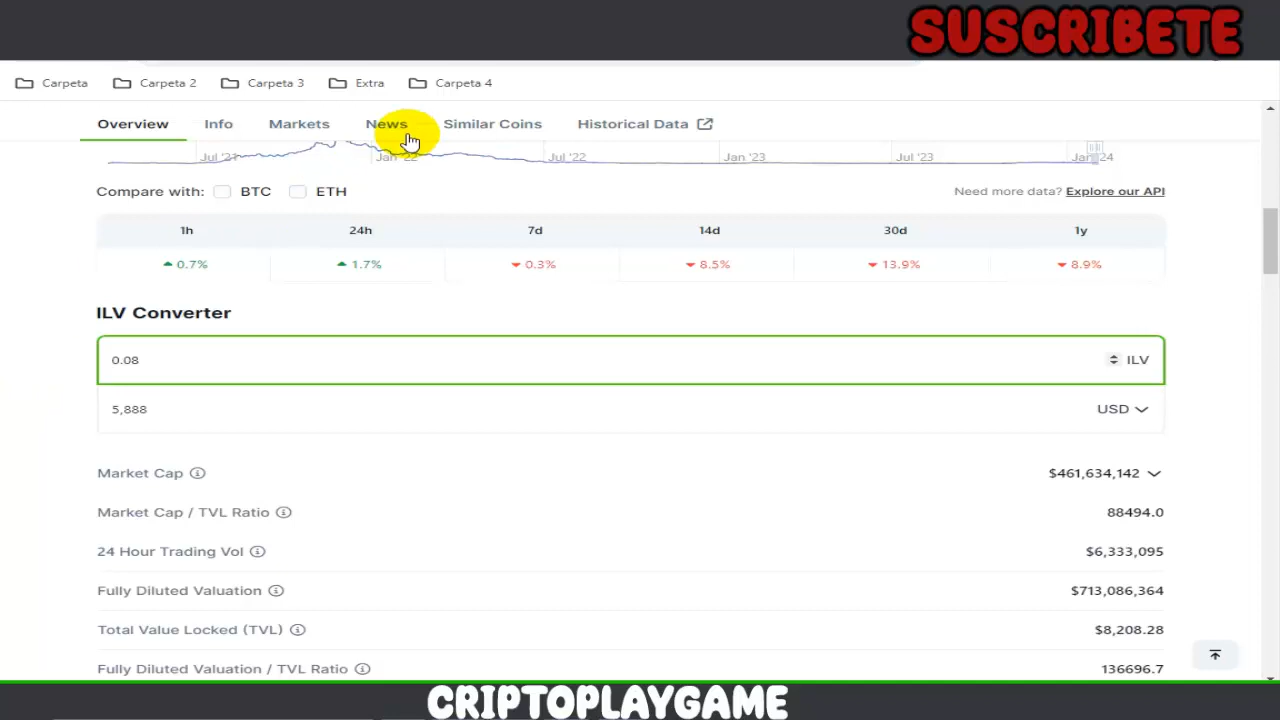 SUSCRIBETE
Carpeta Carpeta 2 Carpeta 3 Extra Carpeta 4
Overview Info Markets News Similar Coins Historical Data
Jul '21 Jan '22 Jul '22 Jan '23 Jul '23 Jan '24
Compare with: BTC ETH Need more data? Explore our API
1h 24h 7d 14d 30d 1y
0.7% 1.7% 0.3% 8.5% 13.9% 8.9%
ILV Converter
0.08 ILV
5,888 USD
Market Cap $461,634,142
Market Cap / TVL Ratio 88494.0
24 Hour Trading Vol $6,333,095
Fully Diluted Valuation $713,086,364
Total Value Locked (TVL) $8,208.28
Fully Diluted Valuation / TVL Ratio 136696.7
CRIPTOPLAYGAME